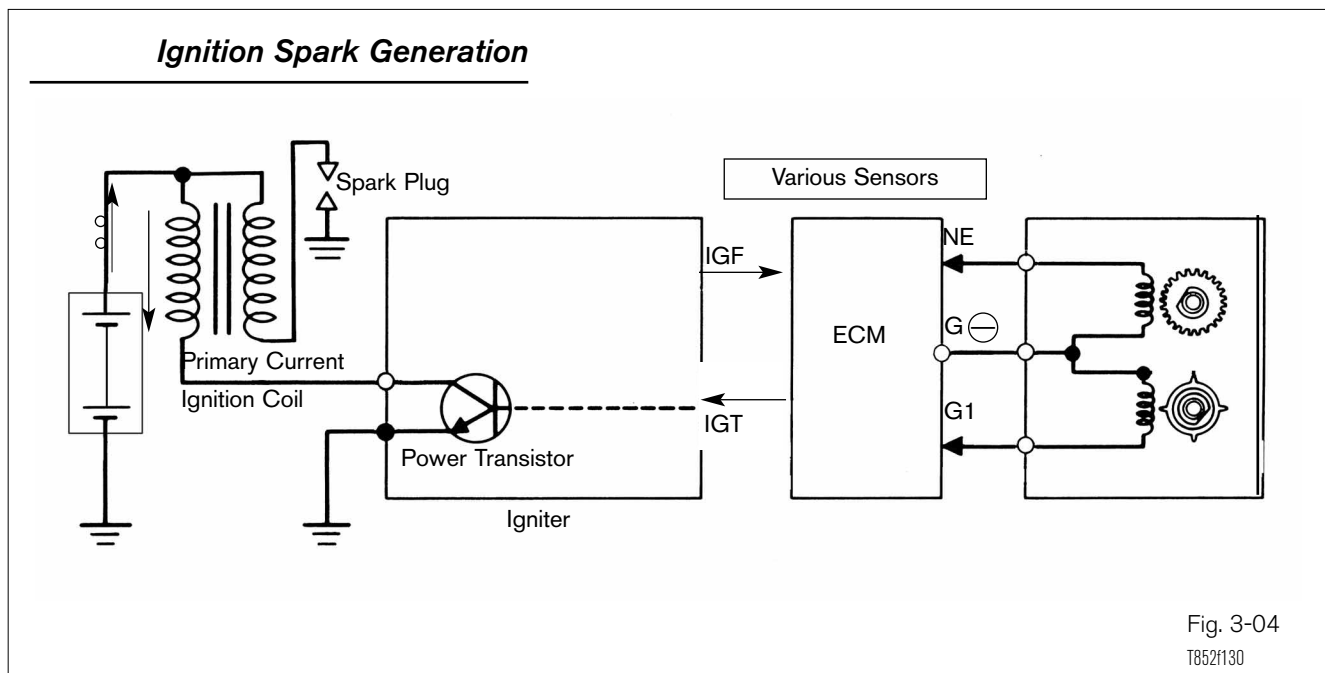 Ignition Spark Generation
Spark Plug
Various Sensors
NE
IGF
G ⊖
ECM
Primary Current
Ignition Coil
IGT
G1
Power Transistor
Igniter
Fig. 3-04
T852f130